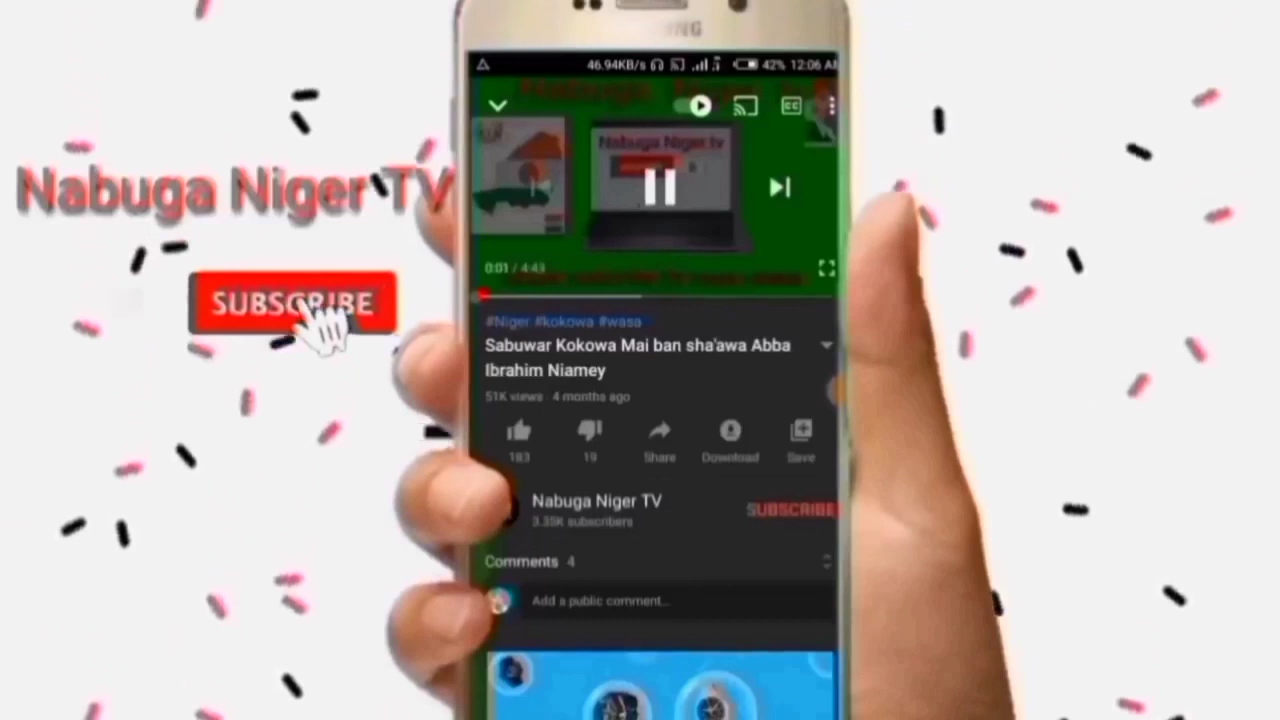 46.94KB/s 42% 12:06 AM
Nabuga Niger TV
SUBSCRIBE
CC
Nabuga Niger tv
0:01 / 4:43
#Niger #kokowa #wasa
Sabuwar Kokowa Mai ban sha'awa Abba
Ibrahim Niamey
51K views · 4 months ago
183 19 Share Download Save
Nabuga Niger TV
3.35K subscribers
SUBSCRIBE
Comments 4
Add a public comment...